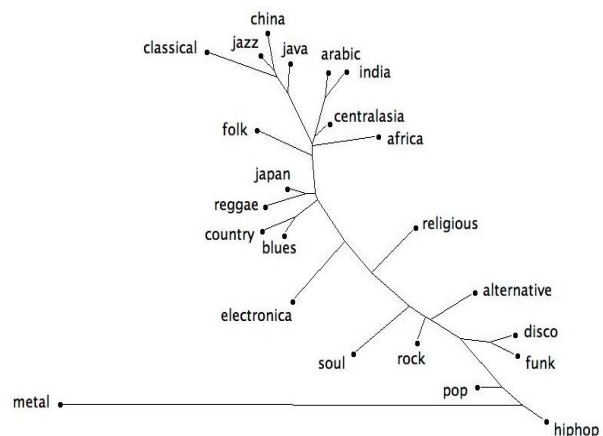 china
classical
jazz
java
arabic
india
centralasia
folk
africa
japan
reggae
country
blues
religious
electronica
alternative
soul
rock
disco
funk
pop
metal
hiphop